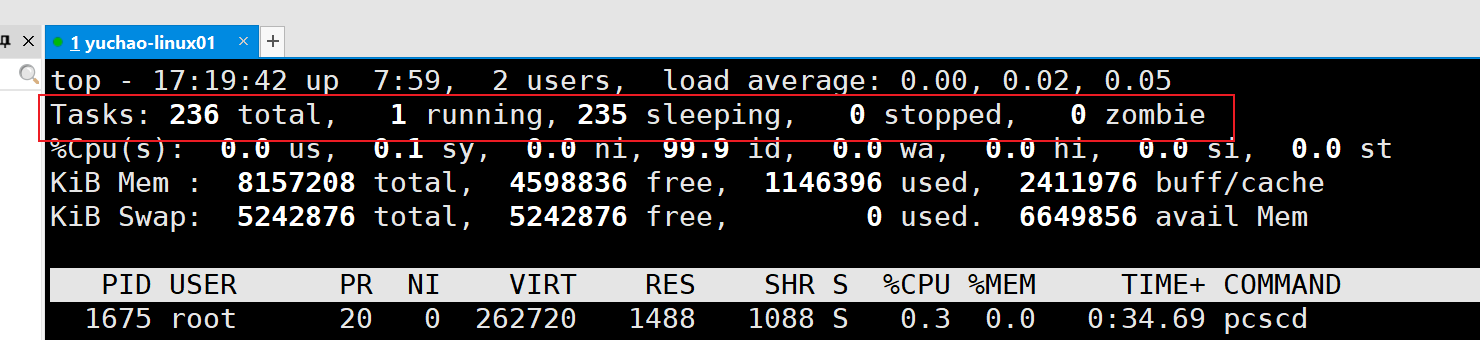 1 yuchao-linux01 × +
top - 17:19:42 up  7:59,  2 users,  load average: 0.00, 0.02, 0.05
Tasks: 236 total,   1 running, 235 sleeping,   0 stopped,   0 zombie
%Cpu(s):  0.0 us,  0.1 sy,  0.0 ni, 99.9 id,  0.0 wa,  0.0 hi,  0.0 si,  0.0 st
KiB Mem :  8157208 total,  4598836 free,  1146396 used,  2411976 buff/cache
KiB Swap:  5242876 total,  5242876 free,        0 used.  6649856 avail Mem
PID USER      PR  NI    VIRT    RES    SHR S  %CPU %MEM     TIME+ COMMAND
1675 root      20   0  262720   1488   1088 S   0.3  0.0   0:34.69 pcscd